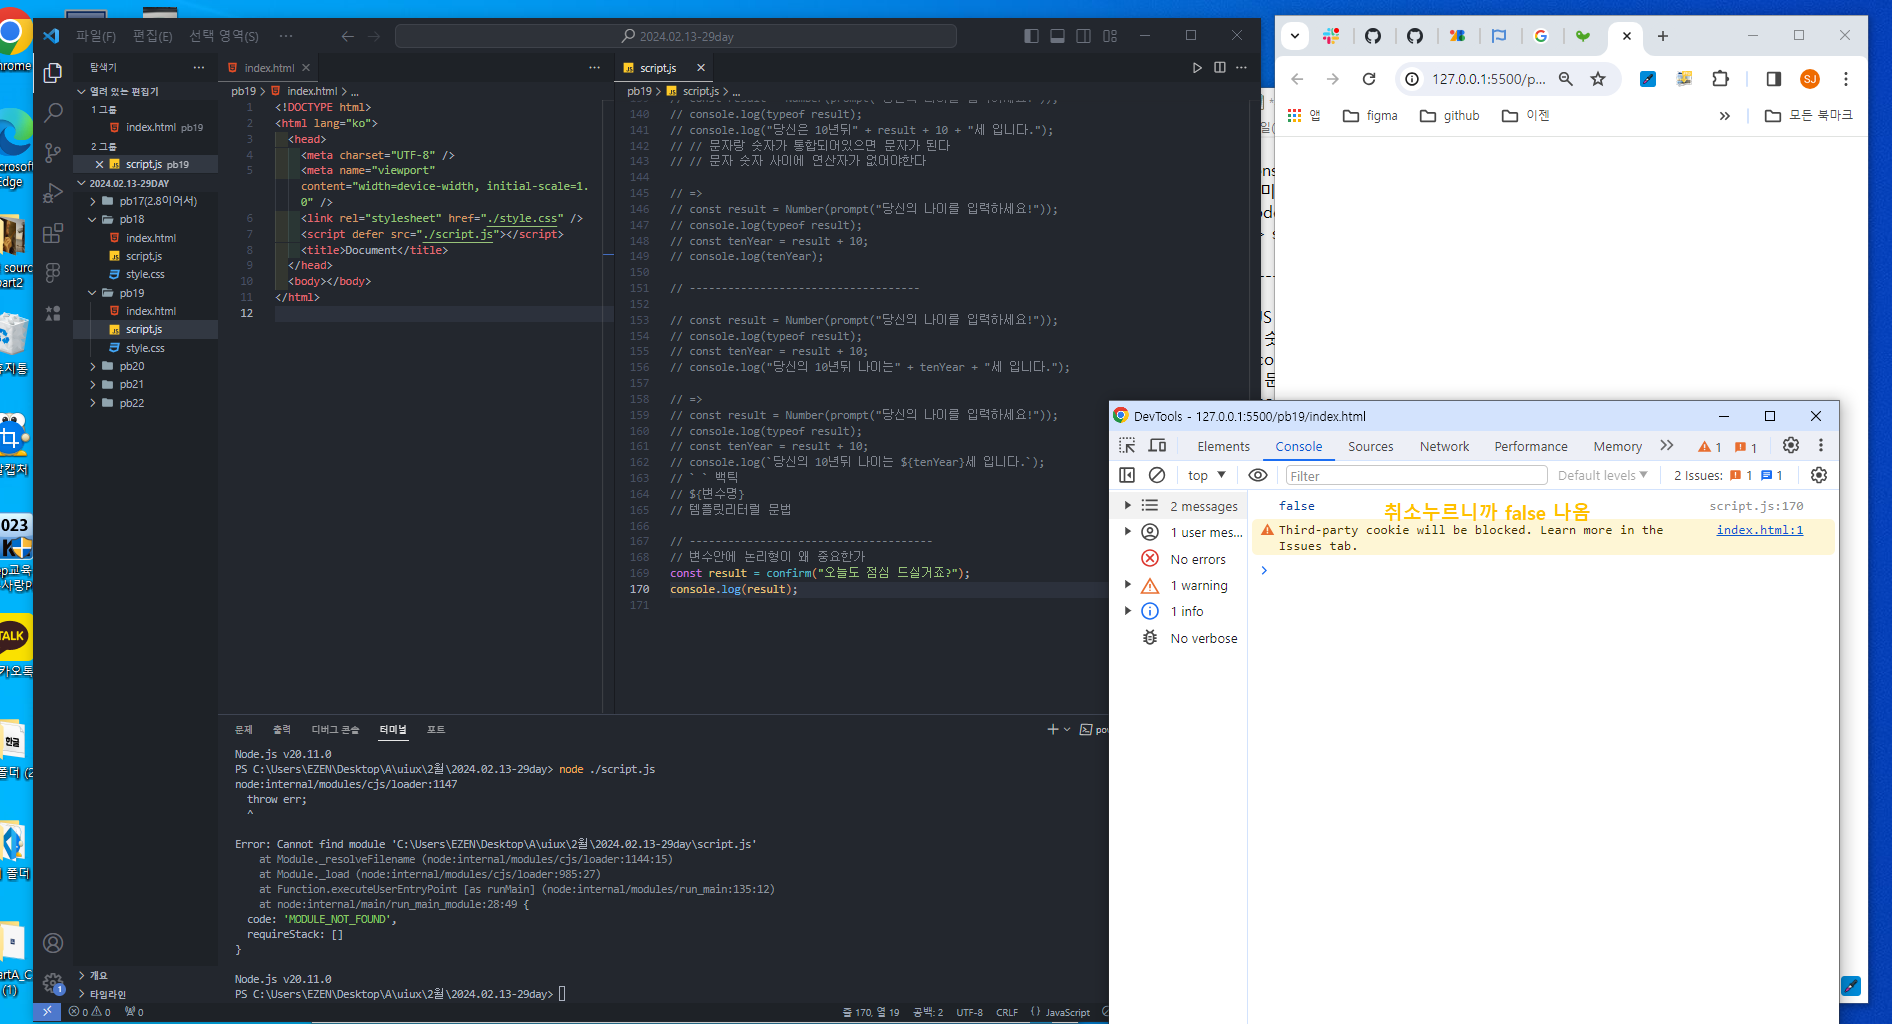 파일(F) 편집(E) 선택 영역(S) ···
2024.02.13-29day
탐색기
열려 있는 편집기
1 그룹
index.html pb19
2 그룹
script.js pb19
2024.02.13-29DAY
pb17(2.8이어서)
pb18
index.html
script.js
style.css
pb19
index.html
script.js
style.css
pb20
pb21
pb22
개요
타임라인
index.html
pb19 > index.html > ...
1 <!DOCTYPE html>
2 <html lang="ko">
3 <head>
4 <meta charset="UTF-8" />
5 <meta name="viewport"
content="width=device-width, initial-scale=1.
0" />
6 <link rel="stylesheet" href="./style.css" />
7 <script defer src="./script.js"></script>
8 <title>Document</title>
9 </head>
10 <body></body>
11 </html>
12
script.js
pb19 > script.js > ...
140 // console.log(typeof result);
141 // console.log("당신은 10년뒤" + result + 10 + "세 입니다.");
142 // // 문자랑 숫자가 통합되어있으면 문자가 된다
143 // // 문자 숫자 사이에 연산자가 없어야한다
144
145 // =>
146 // const result = Number(prompt("당신의 나이를 입력하세요!"));
147 // console.log(typeof result);
148 // const tenYear = result + 10;
149 // console.log(tenYear);
150
151 // ------------------------------------
152
153 // const result = Number(prompt("당신의 나이를 입력하세요!"));
154 // console.log(typeof result);
155 // const tenYear = result + 10;
156 // console.log("당신의 10년뒤 나이는" + tenYear + "세 입니다.");
157
158 // =>
159 // const result = Number(prompt("당신의 나이를 입력하세요!"));
160 // console.log(typeof result);
161 // const tenYear = result + 10;
162 // console.log(`당신의 10년뒤 나이는 ${tenYear}세 입니다.`);
163 // ` ` 백틱
164 // ${변수명}
165 // 템플릿리터럴 문법
166
167 // --------------------------------------
168 // 변수안에 논리형이 왜 중요한가
169 const result = confirm("오늘도 점심 드실거죠?");
170 console.log(result);
171
문제 출력 디버그 콘솔 터미널 포트
Node.js v20.11.0
PS C:\Users\EZEN\Desktop\A\uiux\2월\2024.02.13-29day> node ./script.js
node:internal/modules/cjs/loader:1147
throw err;
^
Error: Cannot find module 'C:\Users\EZEN\Desktop\A\uiux\2월\2024.02.13-29day\script.js'
at Module._resolveFilename (node:internal/modules/cjs/loader:1144:15)
at Module._load (node:internal/modules/cjs/loader:985:27)
at Function.executeUserEntryPoint [as runMain] (node:internal/modules/run_main:135:12)
at node:internal/main/run_main_module:28:49 {
code: 'MODULE_NOT_FOUND',
requireStack: []
}
Node.js v20.11.0
PS C:\Users\EZEN\Desktop\A\uiux\2월\2024.02.13-29day>
0 0 0
줄 170, 열 19 공백: 2 UTF-8 CRLF {} JavaScript
127.0.0.1:5500/p...
SJ
앱 figma github 이젠 » 모든 북마크
DevTools - 127.0.0.1:5500/pb19/index.html
Elements Console Sources Network Performance Memory » 1 1
top Filter Default levels 2 Issues: 1 1
2 messages
1 user mes...
No errors
1 warning
1 info
No verbose
false script.js:170
취소누르니까 false 나옴
Third-party cookie will be blocked. Learn more in the index.html:1
Issues tab.